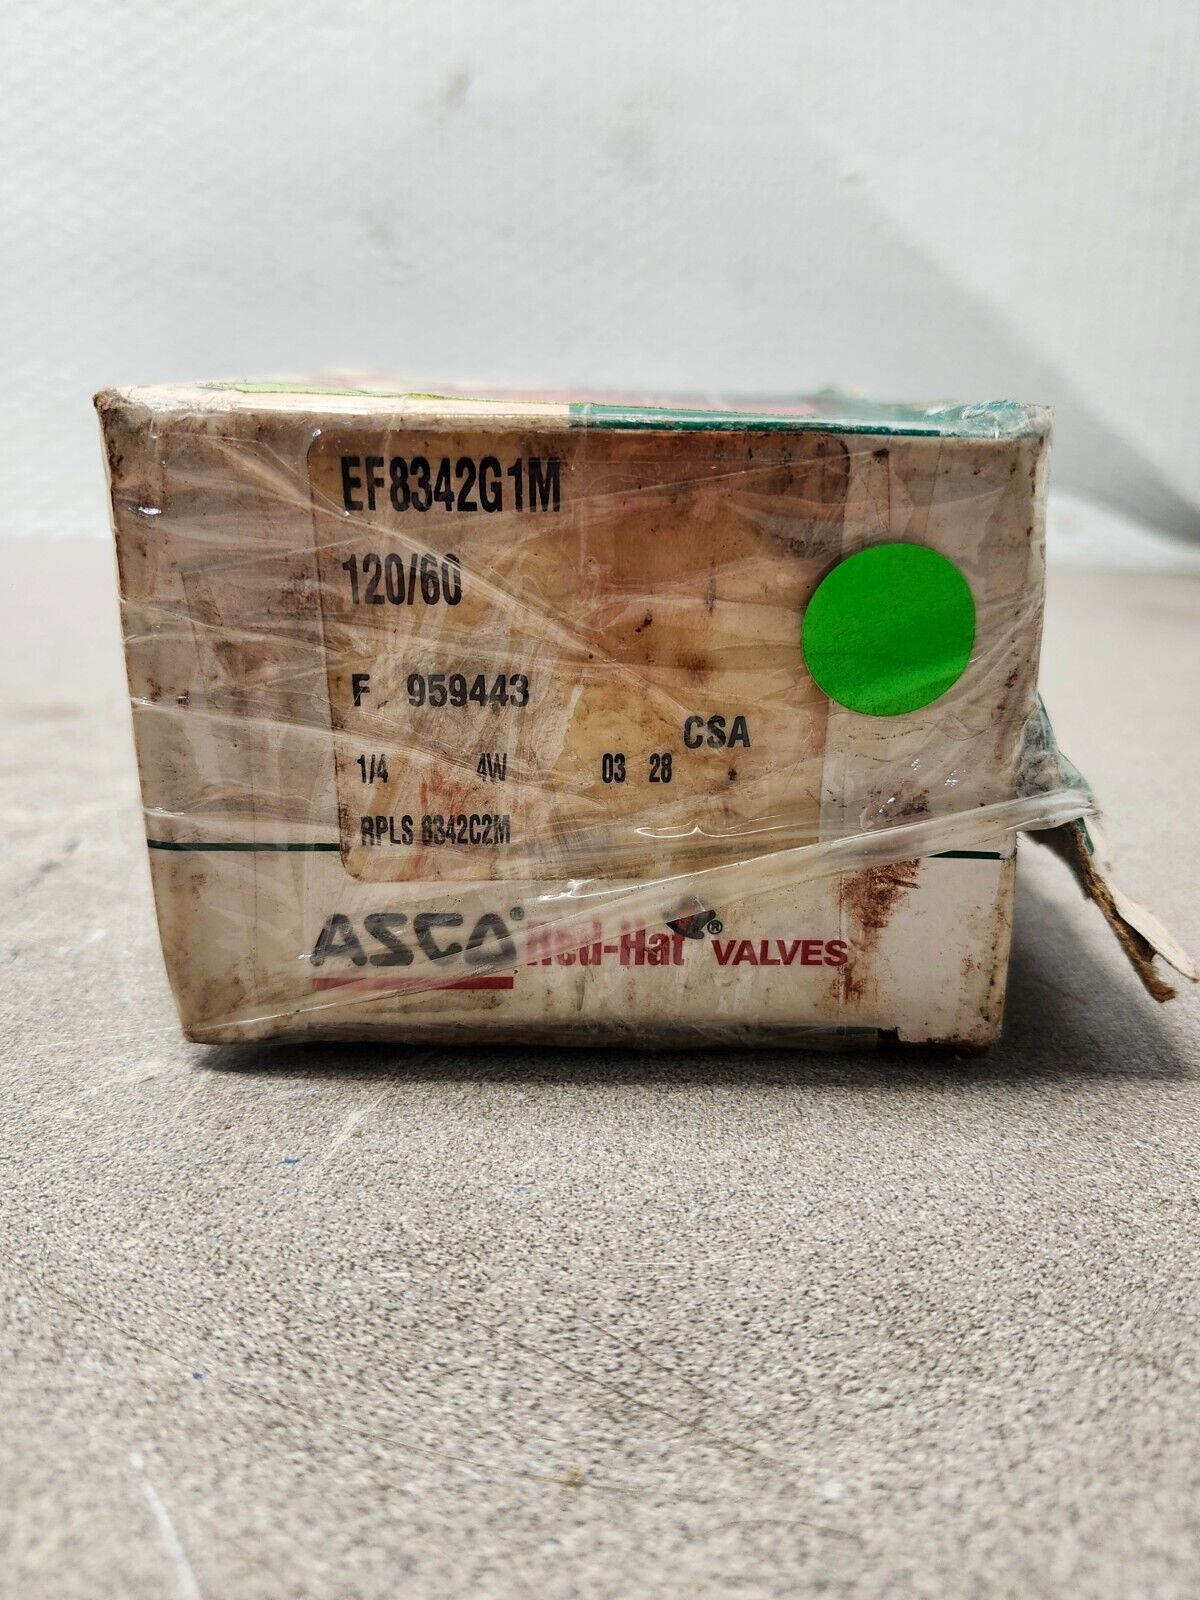 EF8342G1M
120/60
F 959443
CSA
1/4 4W 03 28
RPLS 8342C2M
ASCO® Red-Hat® VALVES